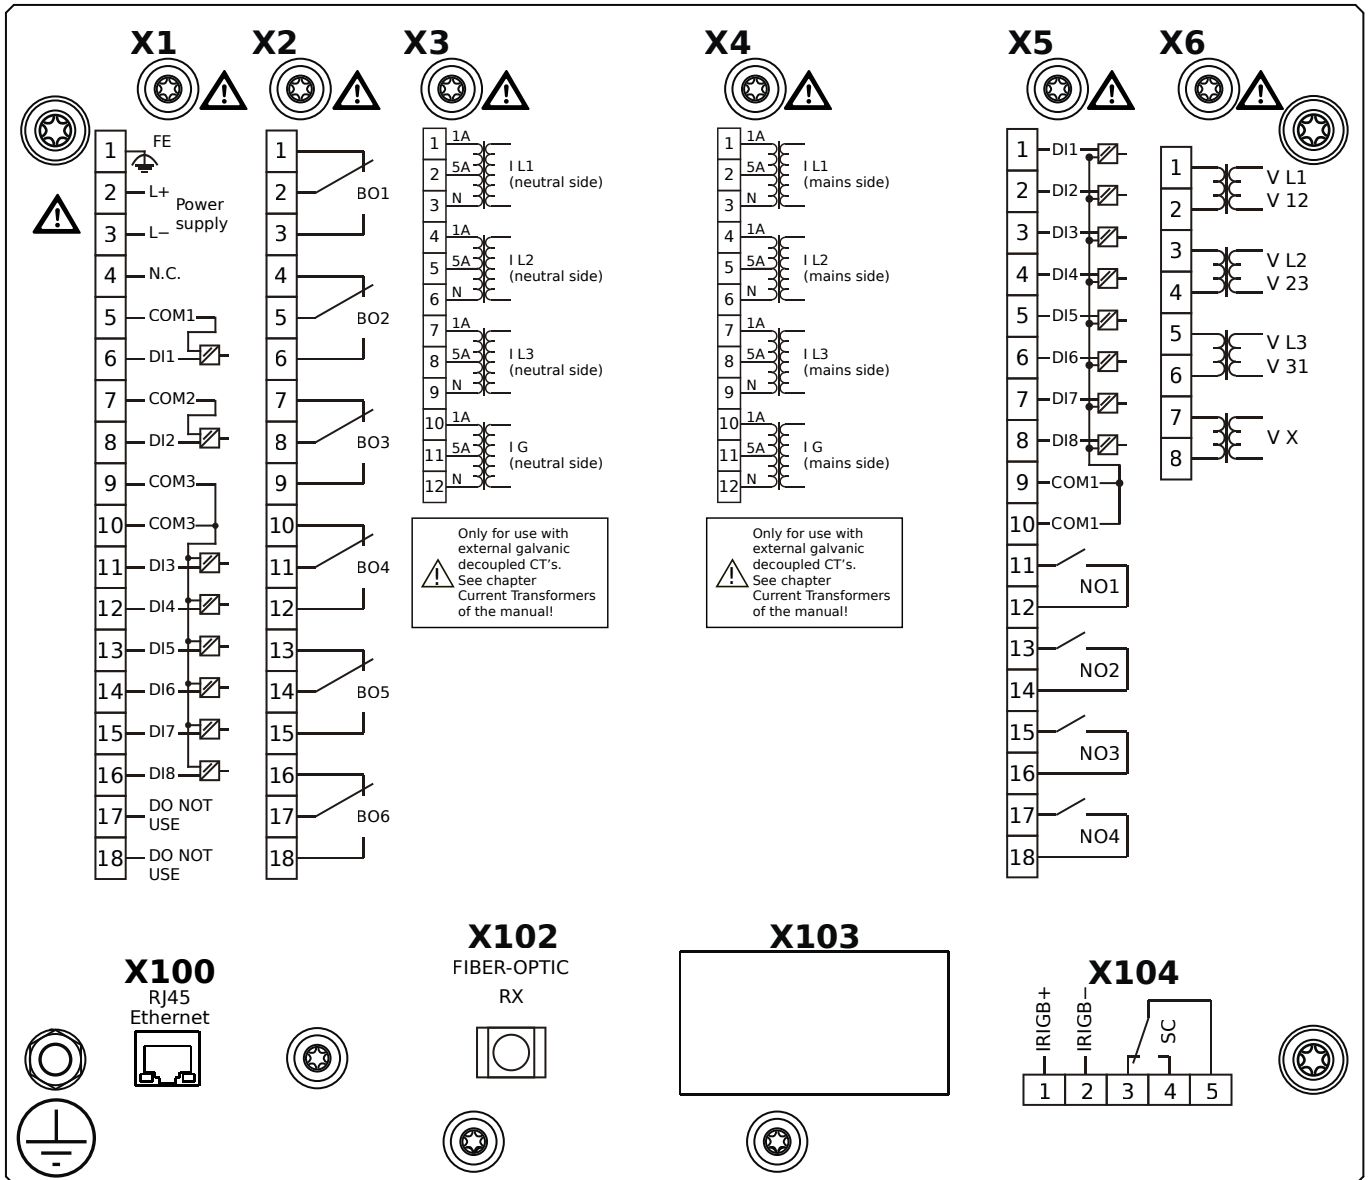 X1
X2
X3
X4
X5
X6
1
FE
2
L+
Power
supply
3
L−
4
N.C.
5
COM1
6
DI1
7
COM2
8
DI2
9
COM3
10
COM3
11
DI3
12
DI4
13
DI5
14
DI6
15
DI7
16
DI8
17
DO NOT
USE
18
DO NOT
USE
1
2
BO1
3
4
5
BO2
6
7
8
BO3
9
10
11
BO4
12
13
14
BO5
15
16
17
BO6
18
1
1A
I L1
(neutral side)
2
5A
3
N
4
1A
I L2
(neutral side)
5
5A
6
N
7
1A
I L3
(neutral side)
8
5A
9
N
10
1A
I G
(neutral side)
11
5A
12
N
Only for use with
external galvanic
decoupled CT's.
See chapter
Current Transformers
of the manual!
1
1A
I L1
(mains side)
2
5A
3
N
4
1A
I L2
(mains side)
5
5A
6
N
7
1A
I L3
(mains side)
8
5A
9
N
10
1A
I G
(mains side)
11
5A
12
N
Only for use with
external galvanic
decoupled CT's.
See chapter
Current Transformers
of the manual!
1
DI1
2
DI2
3
DI3
4
DI4
5
DI5
6
DI6
7
DI7
8
DI8
9
COM1
10
COM1
11
NO1
12
13
NO2
14
15
NO3
16
17
NO4
18
1
V L1
2
V 12
3
V L2
4
V 23
5
V L3
6
V 31
7
V X
8
X100
RJ45
Ethernet
X102
FIBER-OPTIC
RX
X103
X104
IRIGB+
IRIGB−
SC
1 2 3 4 5